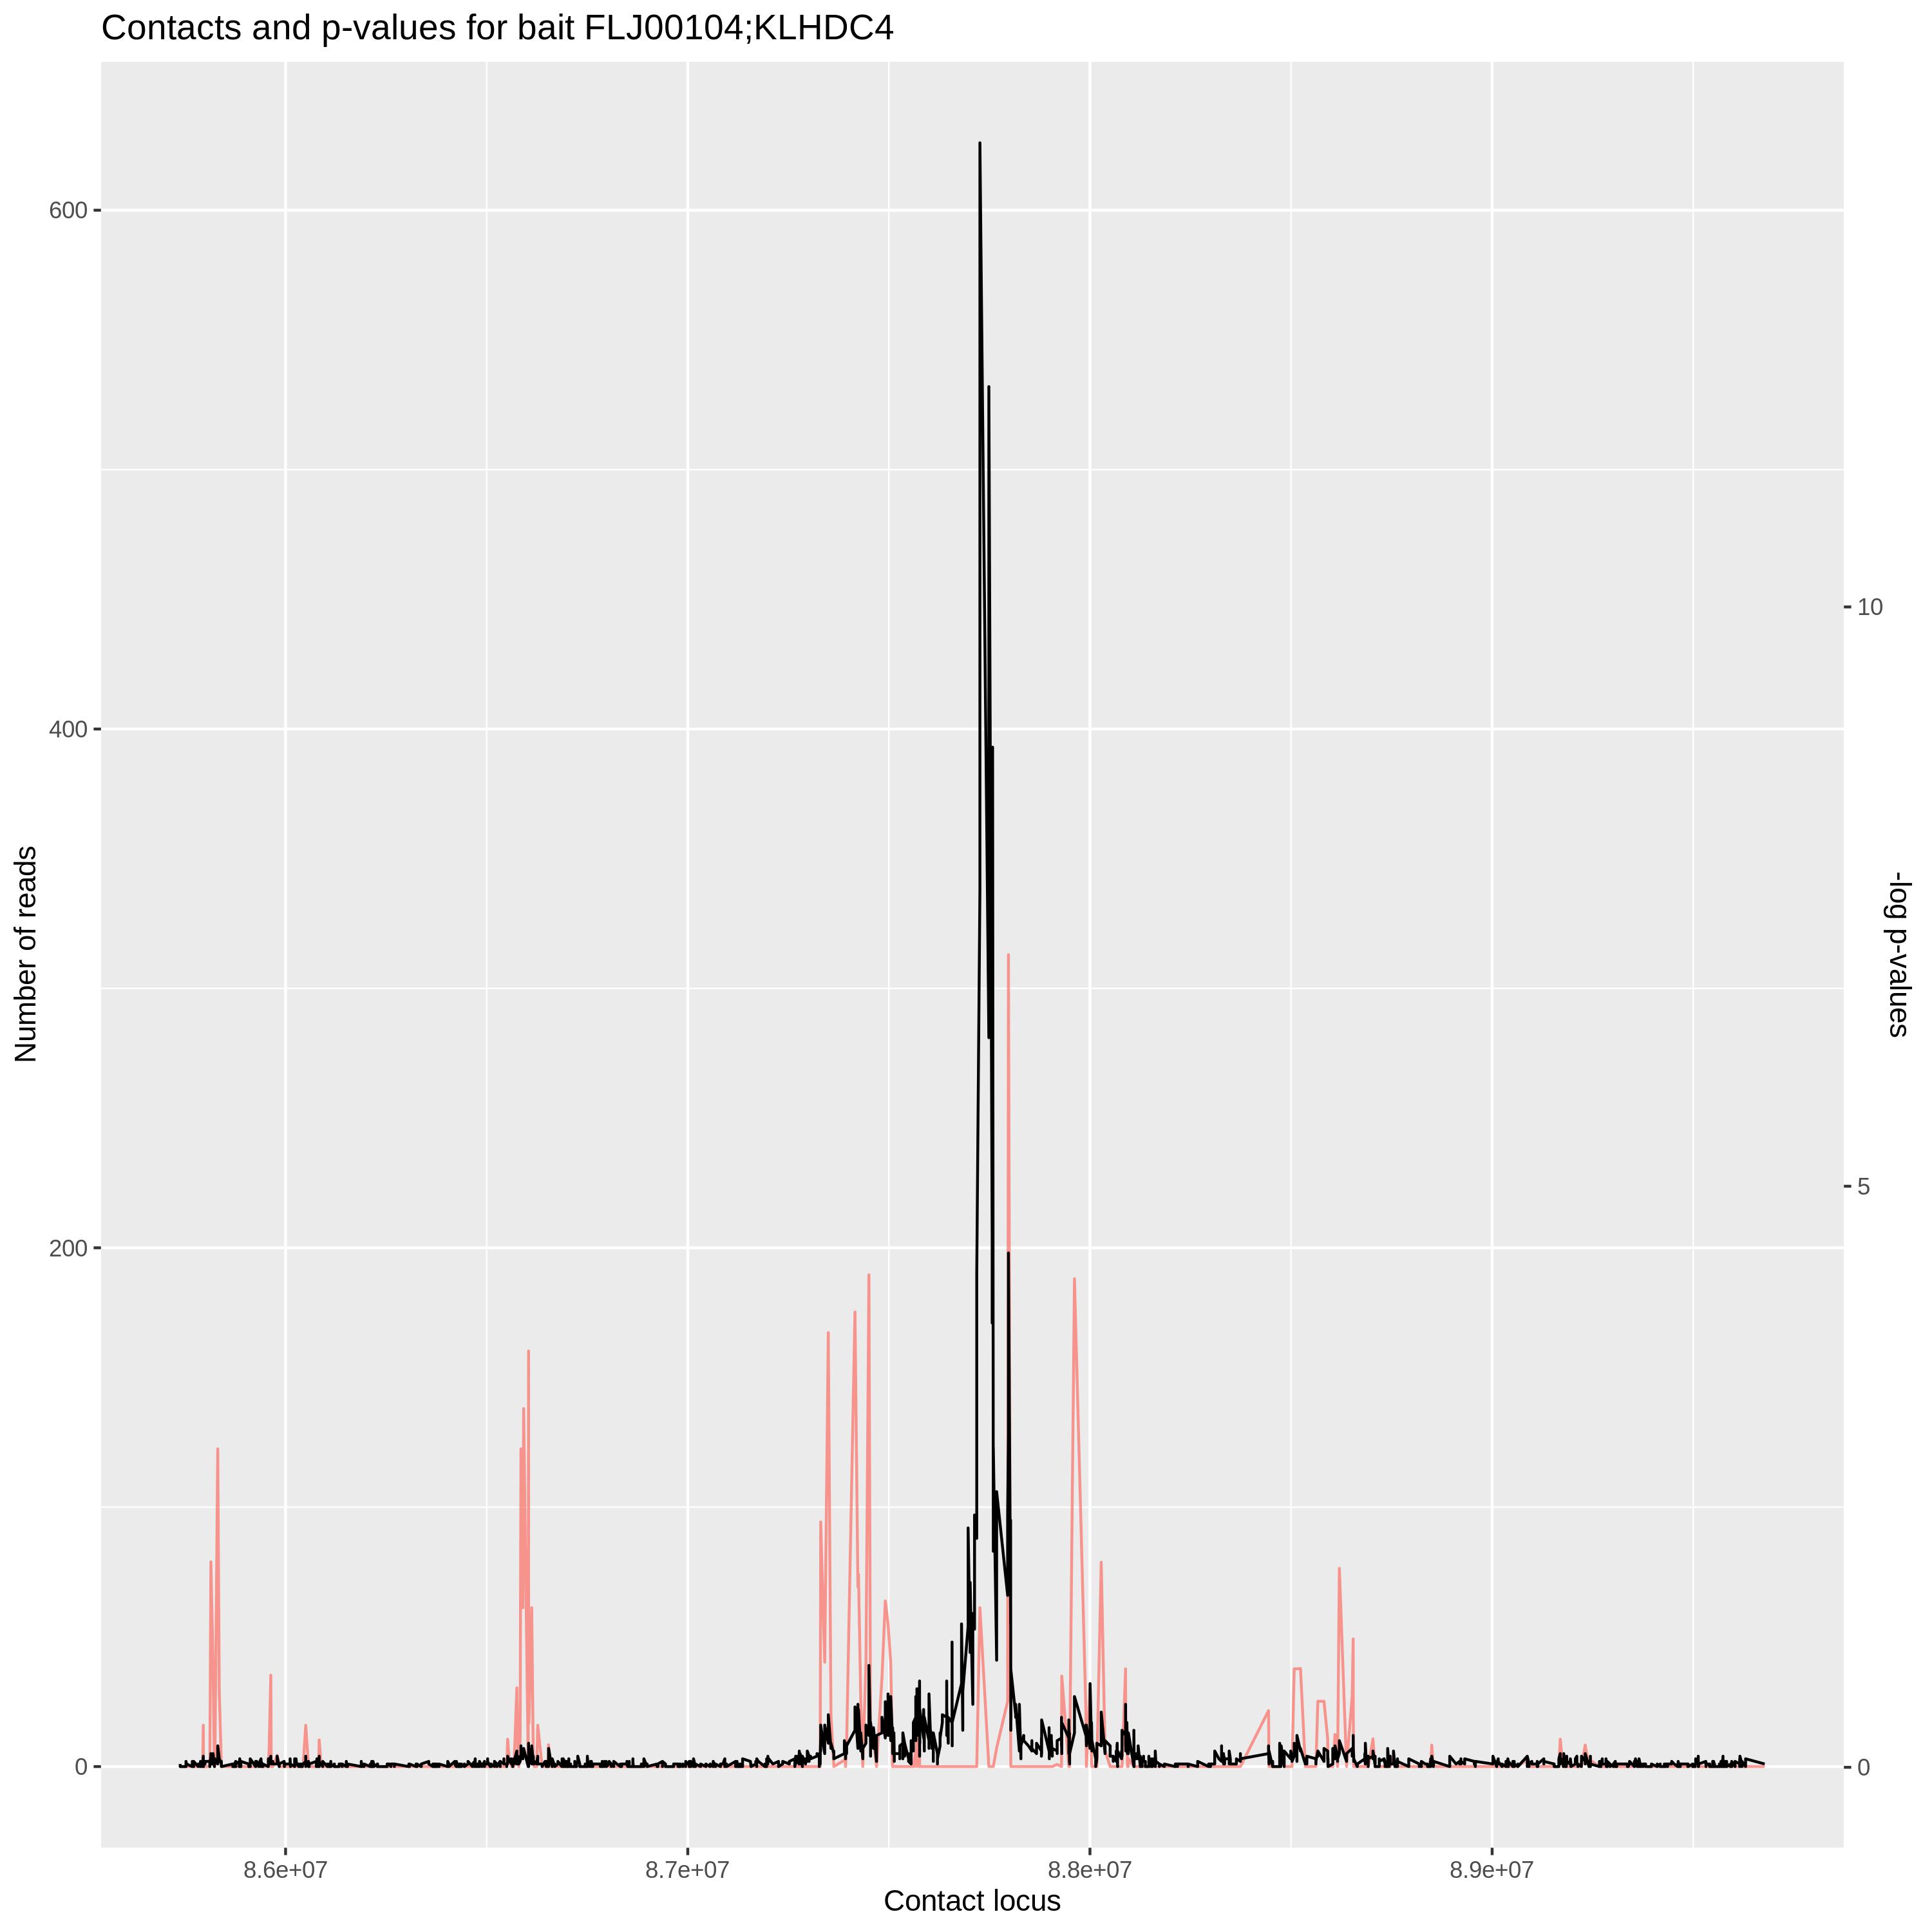 Contacts and p-values for bait FLJ00104;KLHDC4
600
400
200
0
Number of reads
10
5
0
-log p-values
8.6e+07
8.7e+07
8.8e+07
8.9e+07
Contact locus